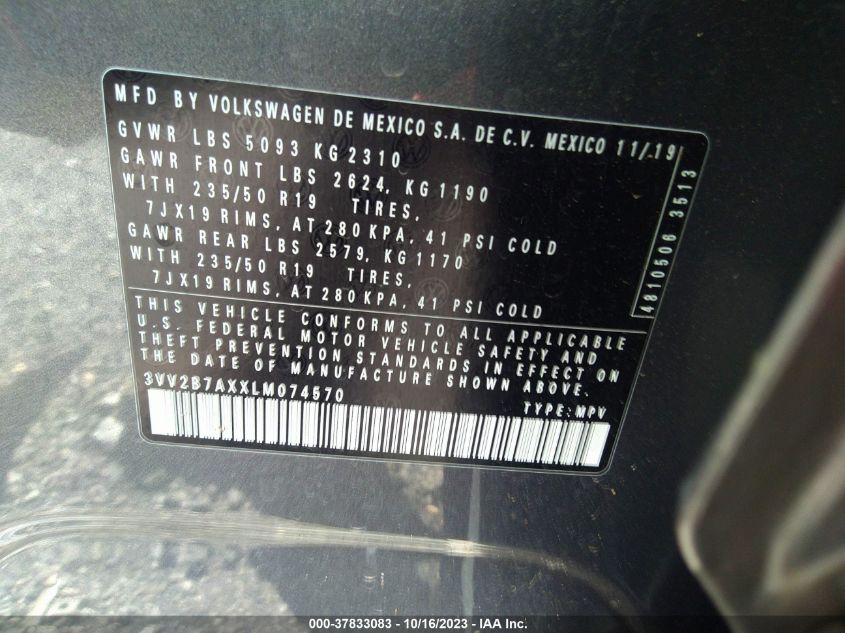 MFD BY VOLKSWAGEN DE MEXICO S.A. DE C.V. MEXICO 11/19
GVWR LBS 5093 KG 2310
GAWR FRONT LBS 2624, KG 1190
WITH 235/50 R19 TIRES,
7JX19 RIMS, AT 280 KPA, 41 PSI COLD
GAWR REAR LBS 2579, KG 1170
WITH 235/50 R19 TIRES,
7JX19 RIMS, AT 280 KPA, 41 PSI COLD
4810506 3513
THIS VEHICLE CONFORMS TO ALL APPLICABLE
U.S. FEDERAL MOTOR VEHICLE SAFETY AND
THEFT PREVENTION STANDARDS IN EFFECT ON
THE DATE OF MANUFACTURE SHOWN ABOVE.
3VV2B7AXXLM074570
TYPE: MPV
000-37833083 - 10/16/2023 - IAA Inc.